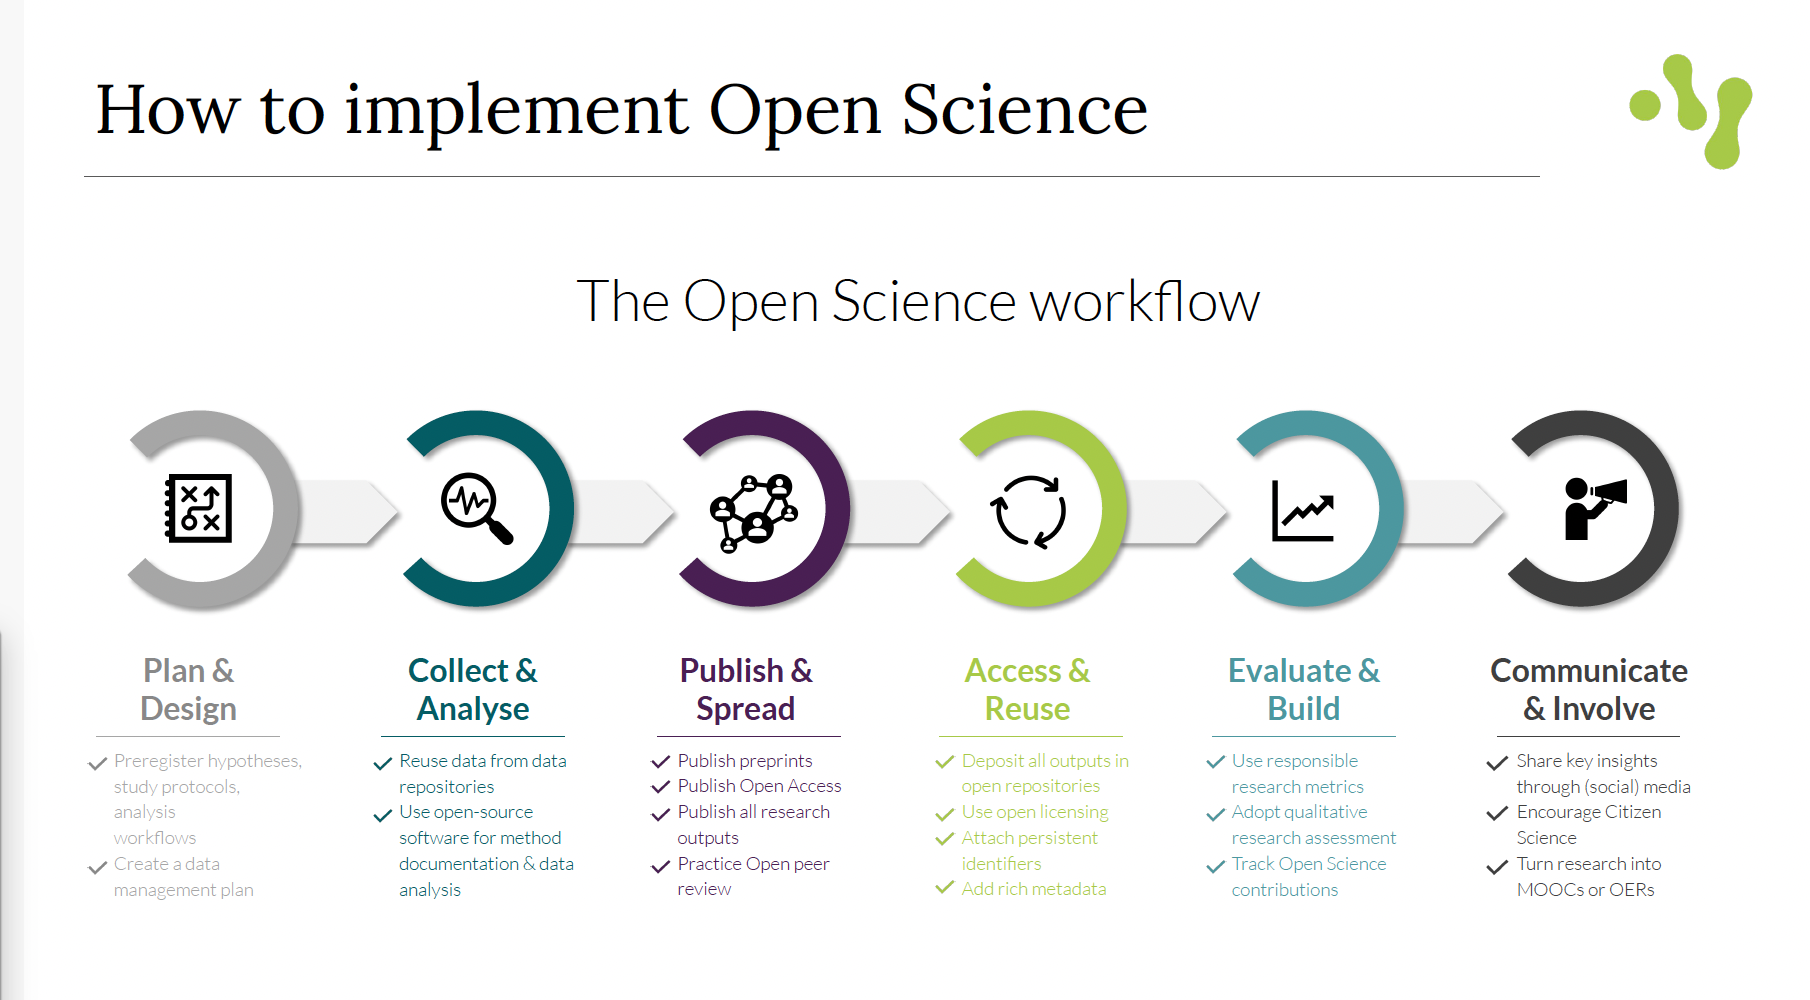 How to implement Open Science
The Open Science workflow
Plan &
Design
Preregister hypotheses,
study protocols,
analysis
workflows
Create a data
management plan
Collect &
Analyse
Reuse data from data
repositories
Use open-source
software for method
documentation & data
analysis
Publish &
Spread
Publish preprints
Publish Open Access
Publish all research
outputs
Practice Open peer
review
Access &
Reuse
Deposit all outputs in
open repositories
Use open licensing
Attach persistent
identifiers
Add rich metadata
Evaluate &
Build
Use responsible
research metrics
Adopt qualitative
research assessment
Track Open Science
contributions
Communicate
& Involve
Share key insights
through (social) media
Encourage Citizen
Science
Turn research into
MOOCs or OERs